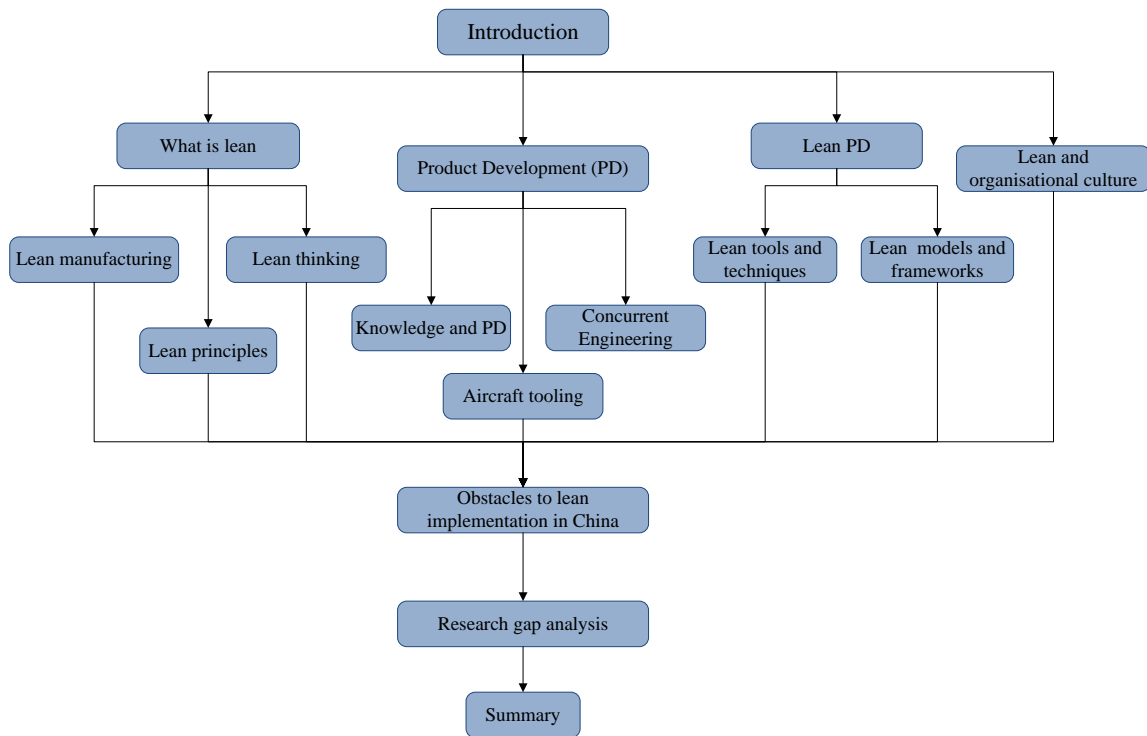 Introduction
What is lean
Product Development (PD)
Lean PD
Lean and
organisational culture
Lean manufacturing
Lean thinking
Lean principles
Knowledge and PD
Concurrent
Engineering
Aircraft tooling
Lean tools and
techniques
Lean  models and
frameworks
Obstacles to lean
implementation in China
Research gap analysis
Summary